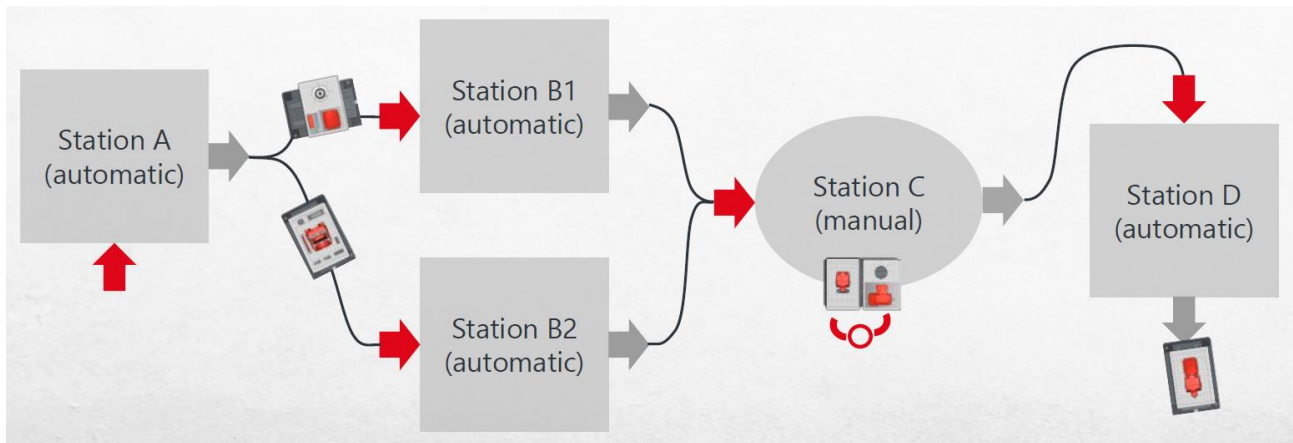 Station A
(automatic)
Station B1
(automatic)
Station B2
(automatic)
Station C
(manual)
Station D
(automatic)